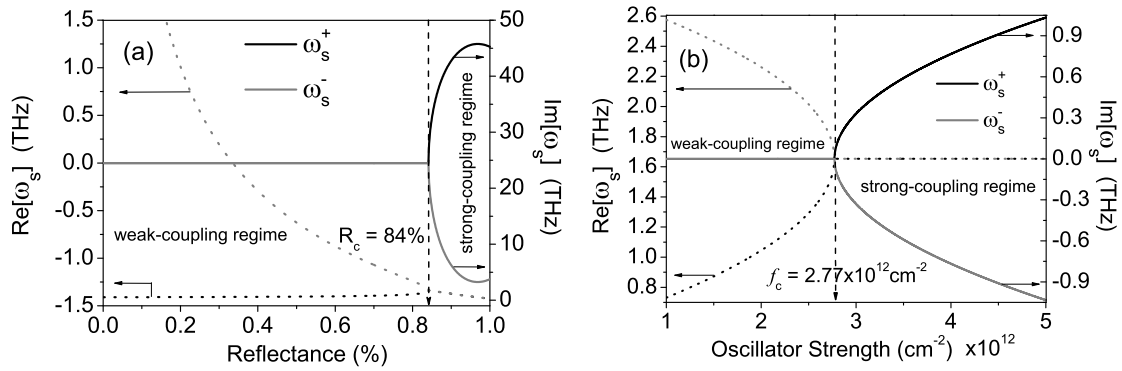 (a)
ωs+
ωs-
1.5
1.0
0.5
0.0
-0.5
-1.0
-1.5
Re[ωs] (THz)
50
40
30
20
10
0
Im[ωs] (THz)
weak-coupling regime
Rc = 84%
strong-coupling regime
0.0 0.2 0.4 0.6 0.8 1.0
Reflectance (%)
(b)
ωs+
ωs-
2.6
2.4
2.2
2.0
1.8
1.6
1.4
1.2
1.0
0.8
Re[ωs] (THz)
0.9
0.6
0.3
0.0
-0.3
-0.6
-0.9
Im[ωs] (THz)
weak-coupling regime
strong-coupling regime
fc = 2.77x10^12cm^-2
1 2 3 4 5
Oscillator Strength (cm^-2) x10^12